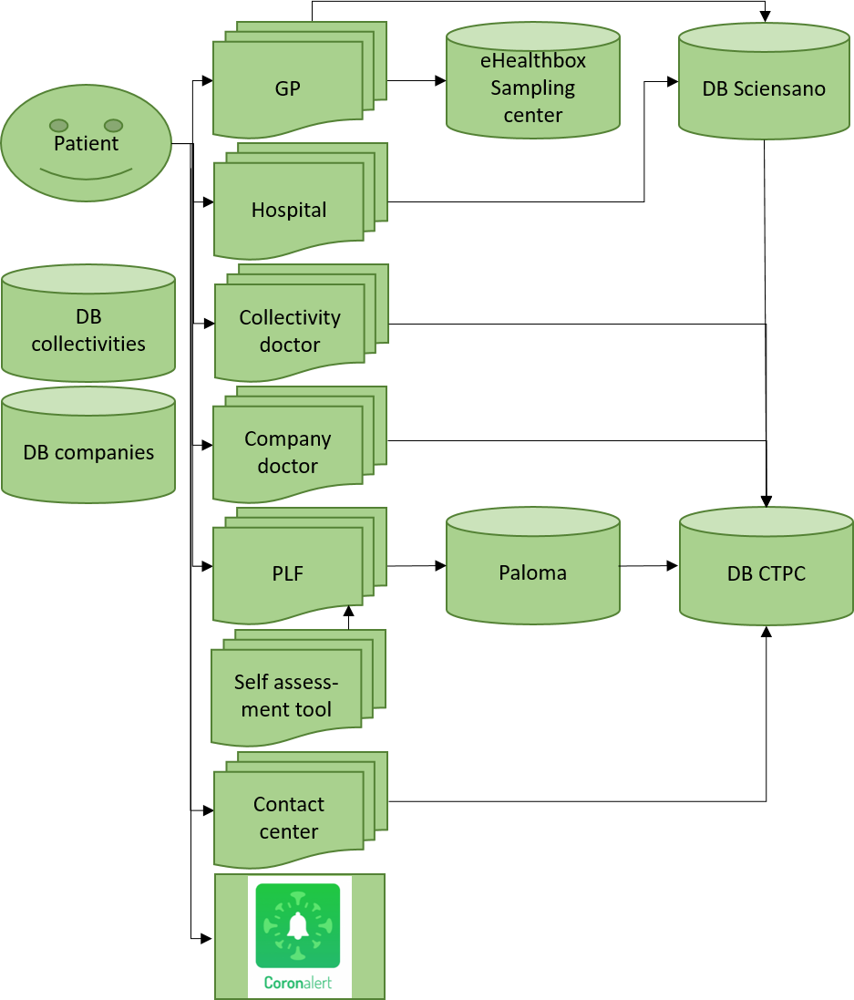 GP
eHealthbox
Sampling
center
DB Sciensano
Patient
Hospital
DB
collectivities
Collectivity
doctor
DB companies
Company
doctor
PLF
Paloma
DB CTPC
Self assess-
ment tool
Contact
center
Coronalert